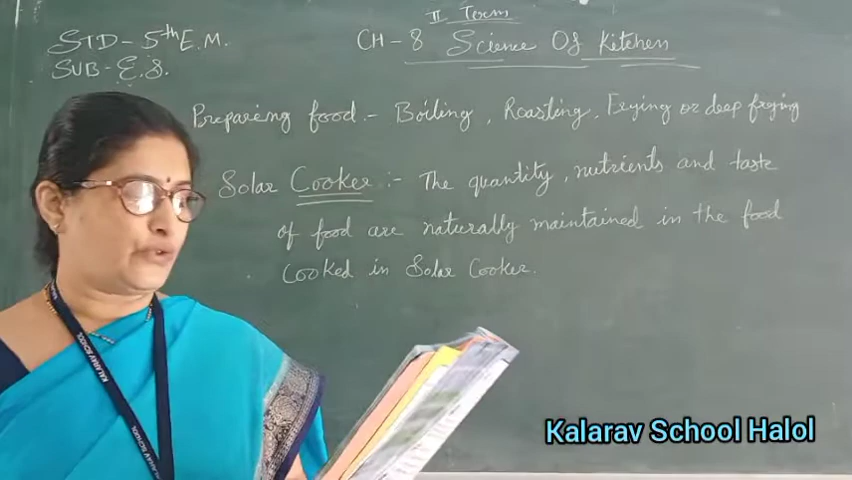 II Term
STD - 5th E.M.
CH - 8 Science Of Kitchen
SUB - E.S.
Preparing food. - Boiling, Roasting. Frying or deep frying
Solar Cooker :- The quantity, nutrients and taste
of food are naturally maintained in the food
Cooked in Solar Cooker.
KALARAV SCHOOL
Kalarav School Halol